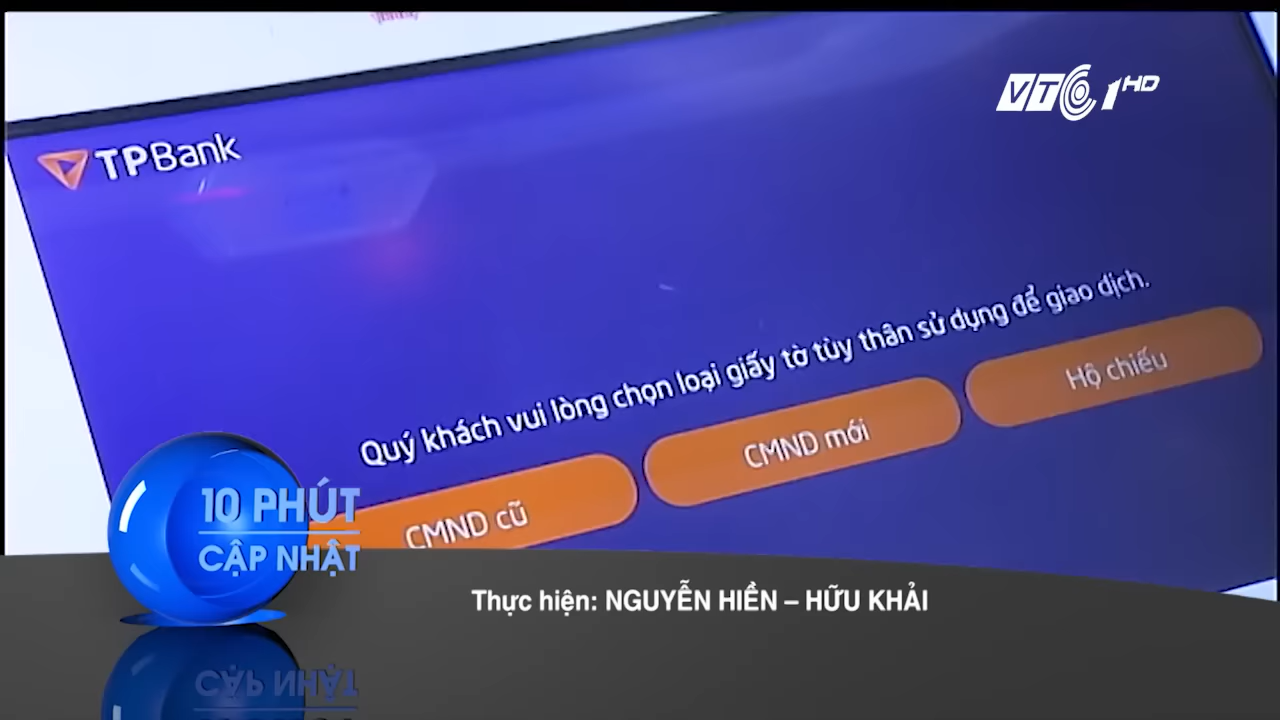 VTC1 HD
TPBank
Quý khách vui lòng chọn loại giấy tờ tùy thân sử dụng để giao dịch.
CMND cũ
CMND mới
Hộ chiếu
10 PHÚT
CẬP NHẬT
Thực hiện: NGUYỄN HIỀN – HỮU KHẢI